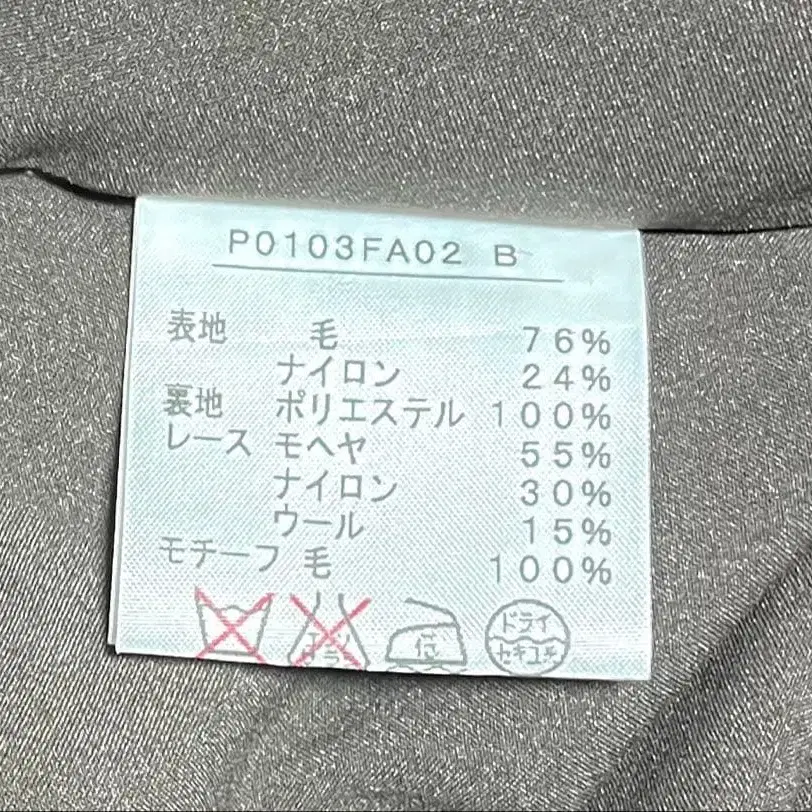 P0103FA02 B
表地 毛 76%
ナイロン 24%
裏地 ポリエステル 100%
レース モヘヤ 55%
ナイロン 30%
ウール 15%
モチーフ 毛 100%
ドライ
セキユ系